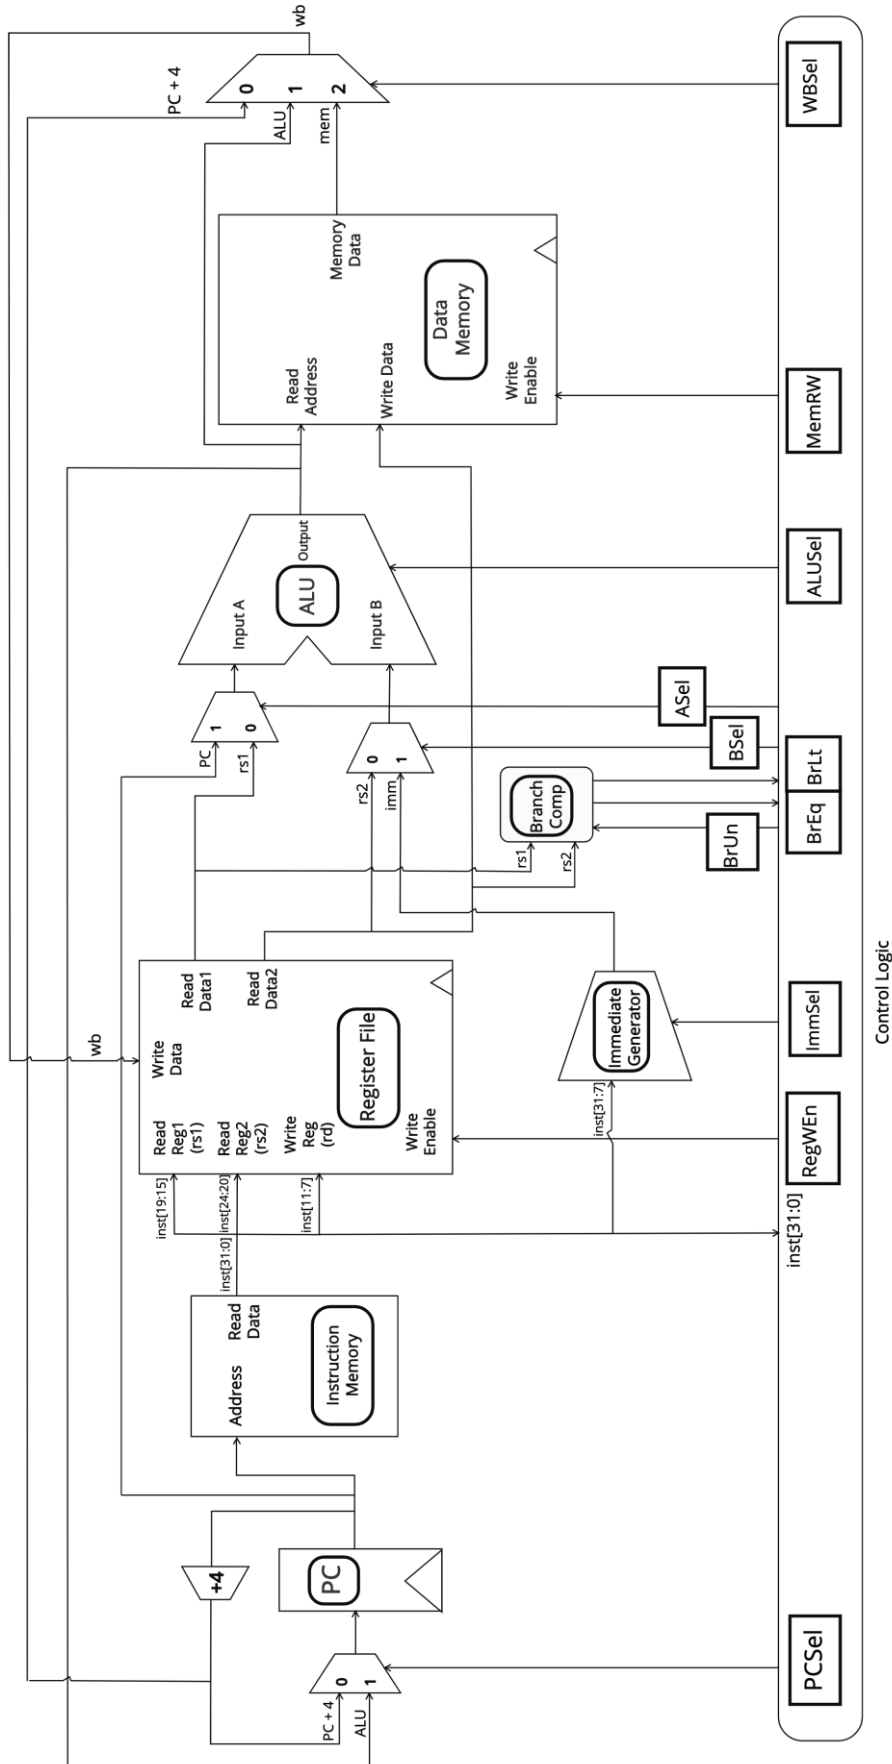 PC + 4
ALU
0
1
PCSel
+4
PC
Address
Read
Data
Instruction
Memory
inst[31:0]
inst[19:15]
inst[24:20]
inst[11:7]
inst[31:7]
inst[31:0]
wb
Read
Reg1
(rs1)
Read
Reg2
(rs2)
Write
Reg
(rd)
Write
Data
Write
Enable
Register File
Read
Data1
Read
Data2
RegWEn
Immediate
Generator
ImmSel
Control Logic
rs1
rs2
Branch
Comp
BrUn
BrEq
BrLt
PC
rs1
1
0
rs2
imm
0
1
BSel
ASel
Input A
Input B
ALU
Output
ALUSel
Read
Address
Write Data
Write
Enable
Data
Memory
Memory
Data
MemRW
PC + 4
ALU
mem
0
1
2
wb
WBSel